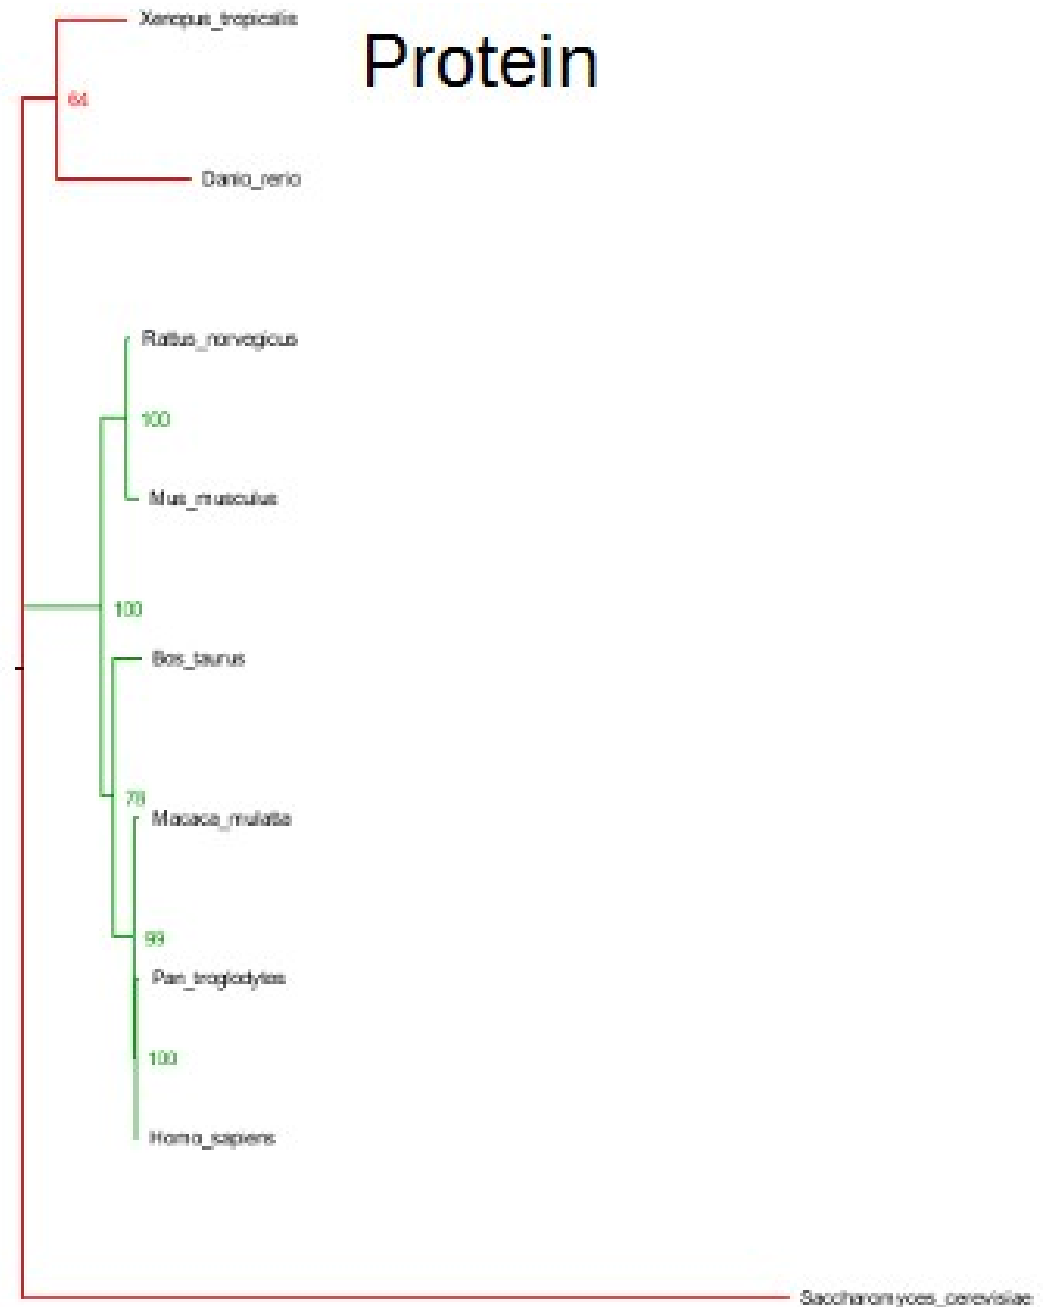 Xenopus_tropicalis
Protein
64
Danio_rerio
Rattus_norvegicus
100
Mus_musculus
100
Bos_taurus
78
Macaca_mulatta
99
Pan_troglodytes
100
Homo_sapiens
Saccharomyces_cerevisiae